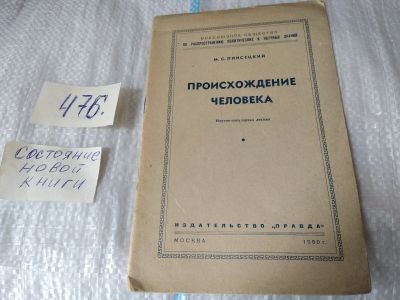 ВСЕСОЮЗНОЕ ОБЩЕСТВО
ПО РАСПРОСТРАНЕНИЮ ПОЛИТИЧЕСКИХ И НАУЧНЫХ ЗНАНИЙ
М. С. ПЛИСЕЦКИЙ
ПРОИСХОЖДЕНИЕ
ЧЕЛОВЕКА
Научно-популярная лекция
ИЗДАТЕЛЬСТВО „ПРАВДА"
МОСКВА 1950 г.
476.
СОСТОЯНИЕ
НОВОЙ
КНИГИ